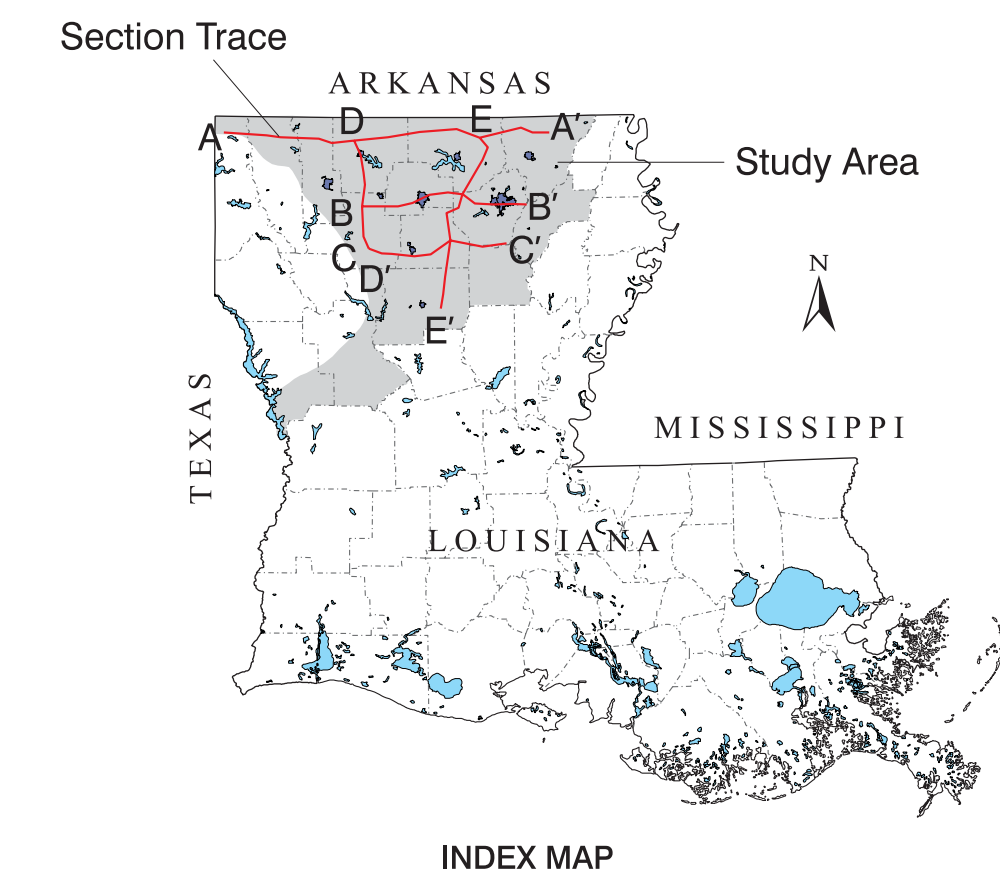 Section Trace
ARKANSAS
A
D
E
A′
Study Area
B
B′
C
C′
D′
E′
N
TEXAS
MISSISSIPPI
LOUISIANA
INDEX MAP